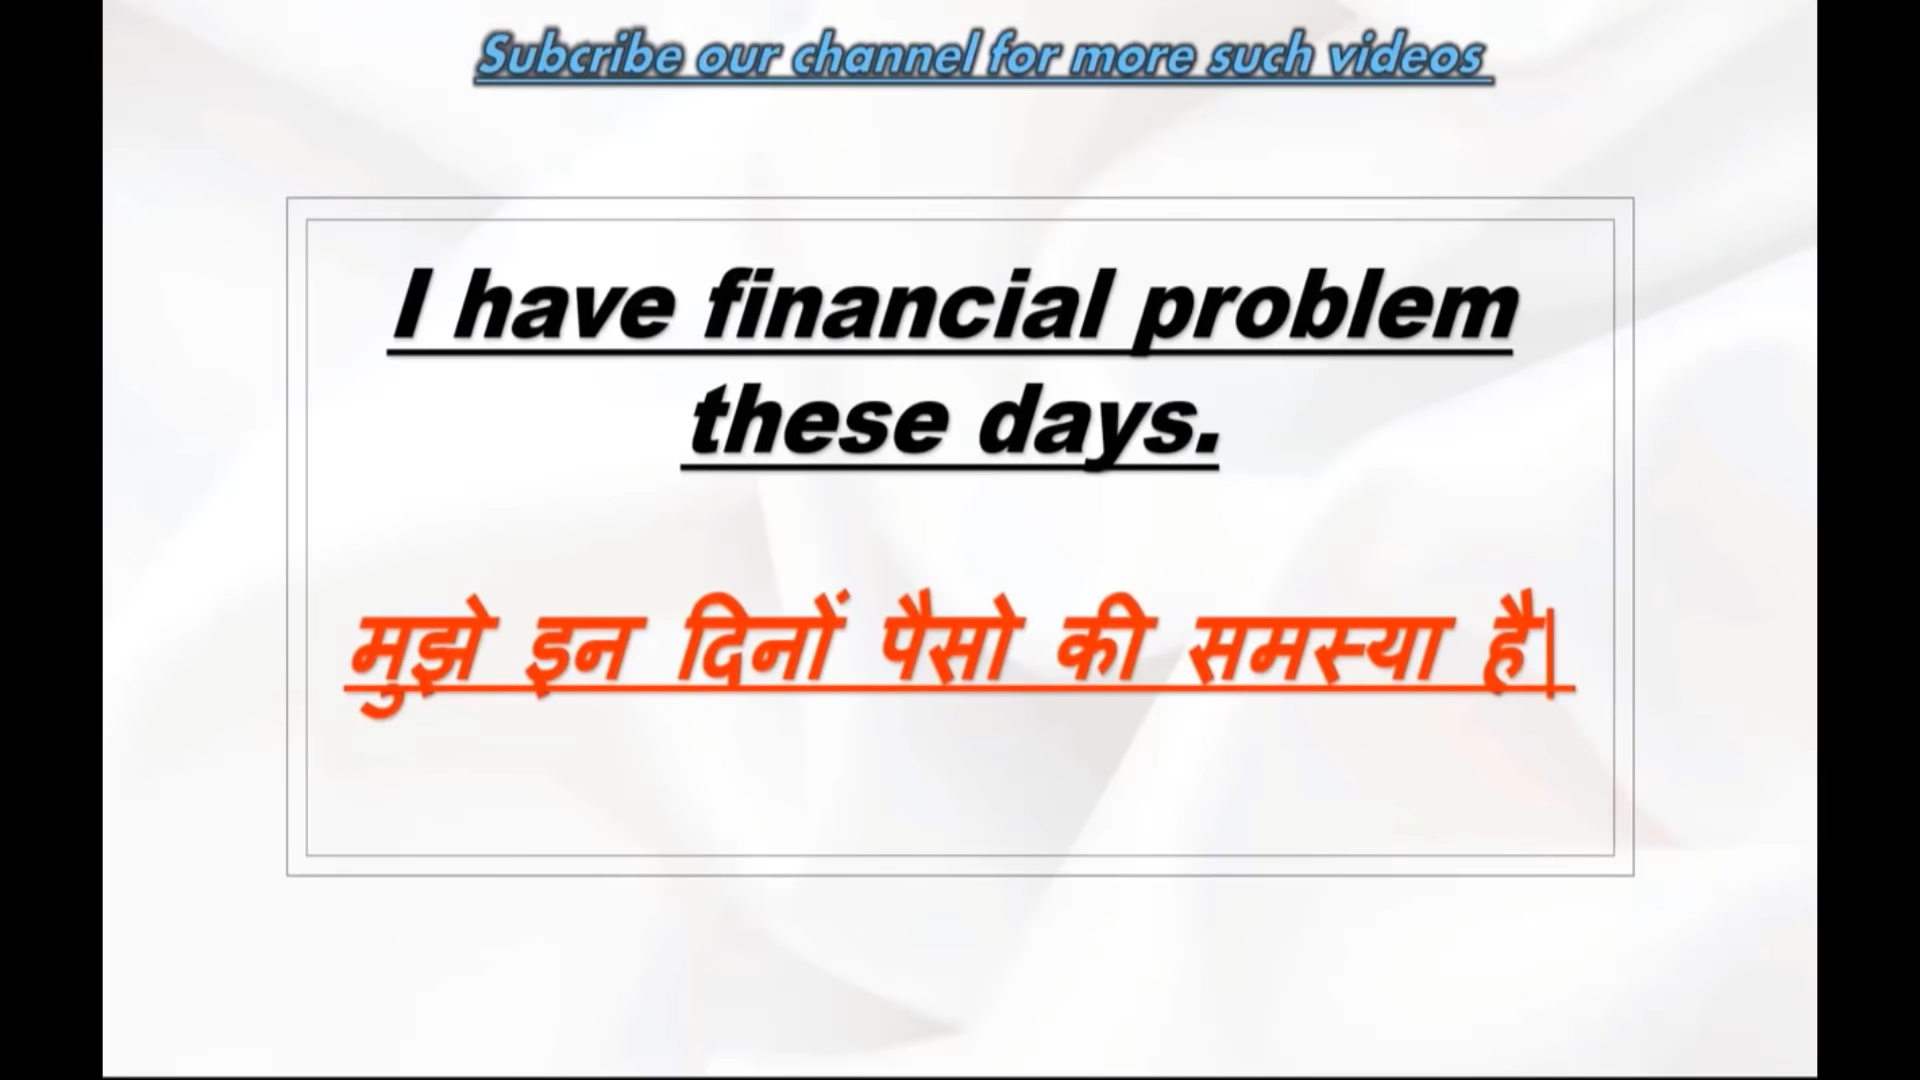 Subcribe our channel for more such videos
I have financial problem
these days.
मुझे इन दिनों पैसो की समस्या है|